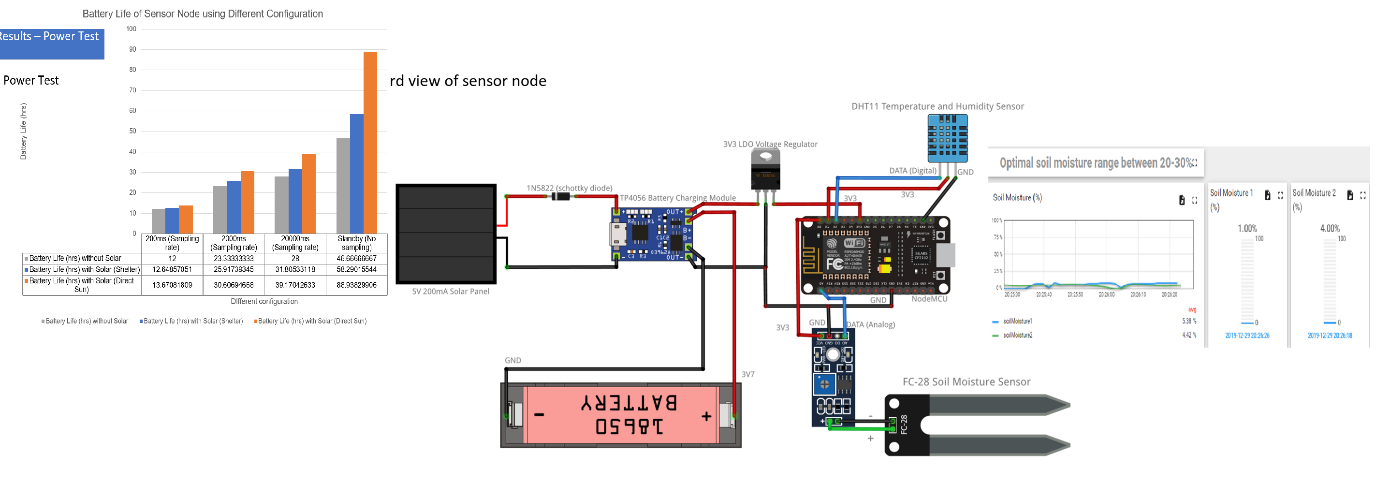 Battery Life of Sensor Node using Different Configuration
Results – Power Test
Power Test
rd view of sensor node
Battery Life (hrs)
100
90
80
70
60
50
40
30
20
10
0
200ms (Sampling rate)
2000ms (Sampling rate)
20000ms (Sampling rate)
Standby (No sampling)
Battery Life (hrs) without Solar 12 23.33333333 28 46.66666667
Battery Life (hrs) with Solar (Shelter) 12.64857051 25.91739345 31.80533118 58.29015544
Battery Life (hrs) with Solar (Direct Sun) 13.67081809 30.60694668 39.17042633 88.93829906
Different configuration
Battery Life (hrs) without Solar
Battery Life (hrs) with Solar (Shelter)
Battery Life (hrs) with Solar (Direct Sun)
5V 200mA Solar Panel
1N5822 (schottky diode)
TP4056 Battery Charging Module
OUT+
B+
B-
OUT-
3V3 LDO Voltage Regulator
DHT11 Temperature and Humidity Sensor
DATA (Digital)
GND
3V3
3V3
WiFi
FCC
GND
NodeMCU
3V3
GND
DATA (Analog)
GND
3V7
18650
BATTERY
- +
FC-28 Soil Moisture Sensor
FC-28
-
+
Optimal soil moisture range between 20-30%
Soil Moisture (%)
100 %
75 %
50 %
25 %
0 %
20:25:30
20:25:40
20:25:50
20:26:00
20:26:10
20:26:20
avg
soilMoisture1 5.38 %
soilMoisture2 4.42 %
Soil Moisture 1 (%)
1.00%
100
0
2019-12-29 20:26:26
Soil Moisture 2 (%)
4.00%
100
0
2019-12-29 20:26:18